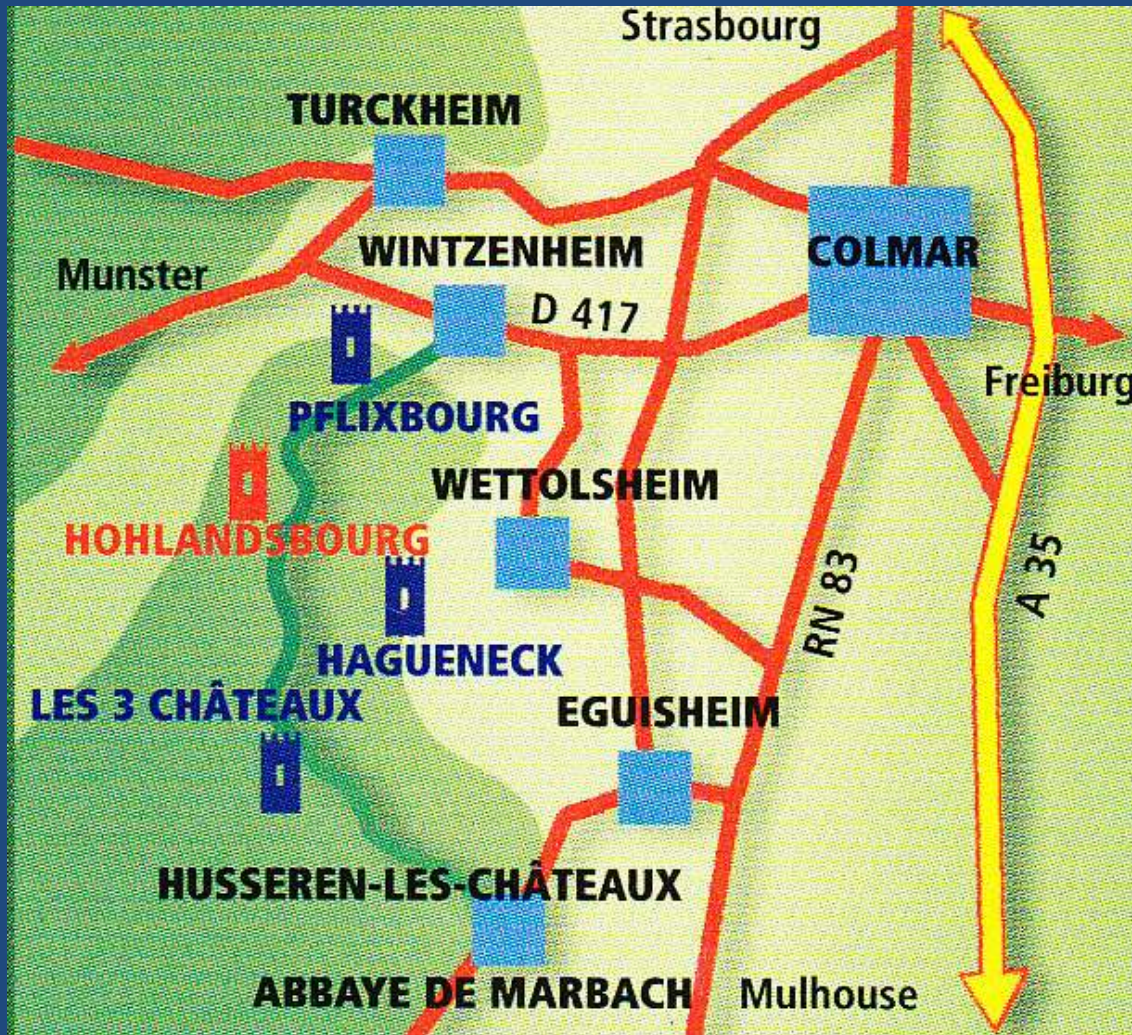 Strasbourg
TURCKHEIM
WINTZENHEIM
COLMAR
Munster
D 417
Freiburg
PFLIXBOURG
WETTOLSHEIM
HOHLANDSBOURG
RN 83
A 35
HAGUENECK
LES 3 CHÂTEAUX
EGUISHEIM
HUSSEREN-LES-CHÂTEAUX
ABBAYE DE MARBACH
Mulhouse